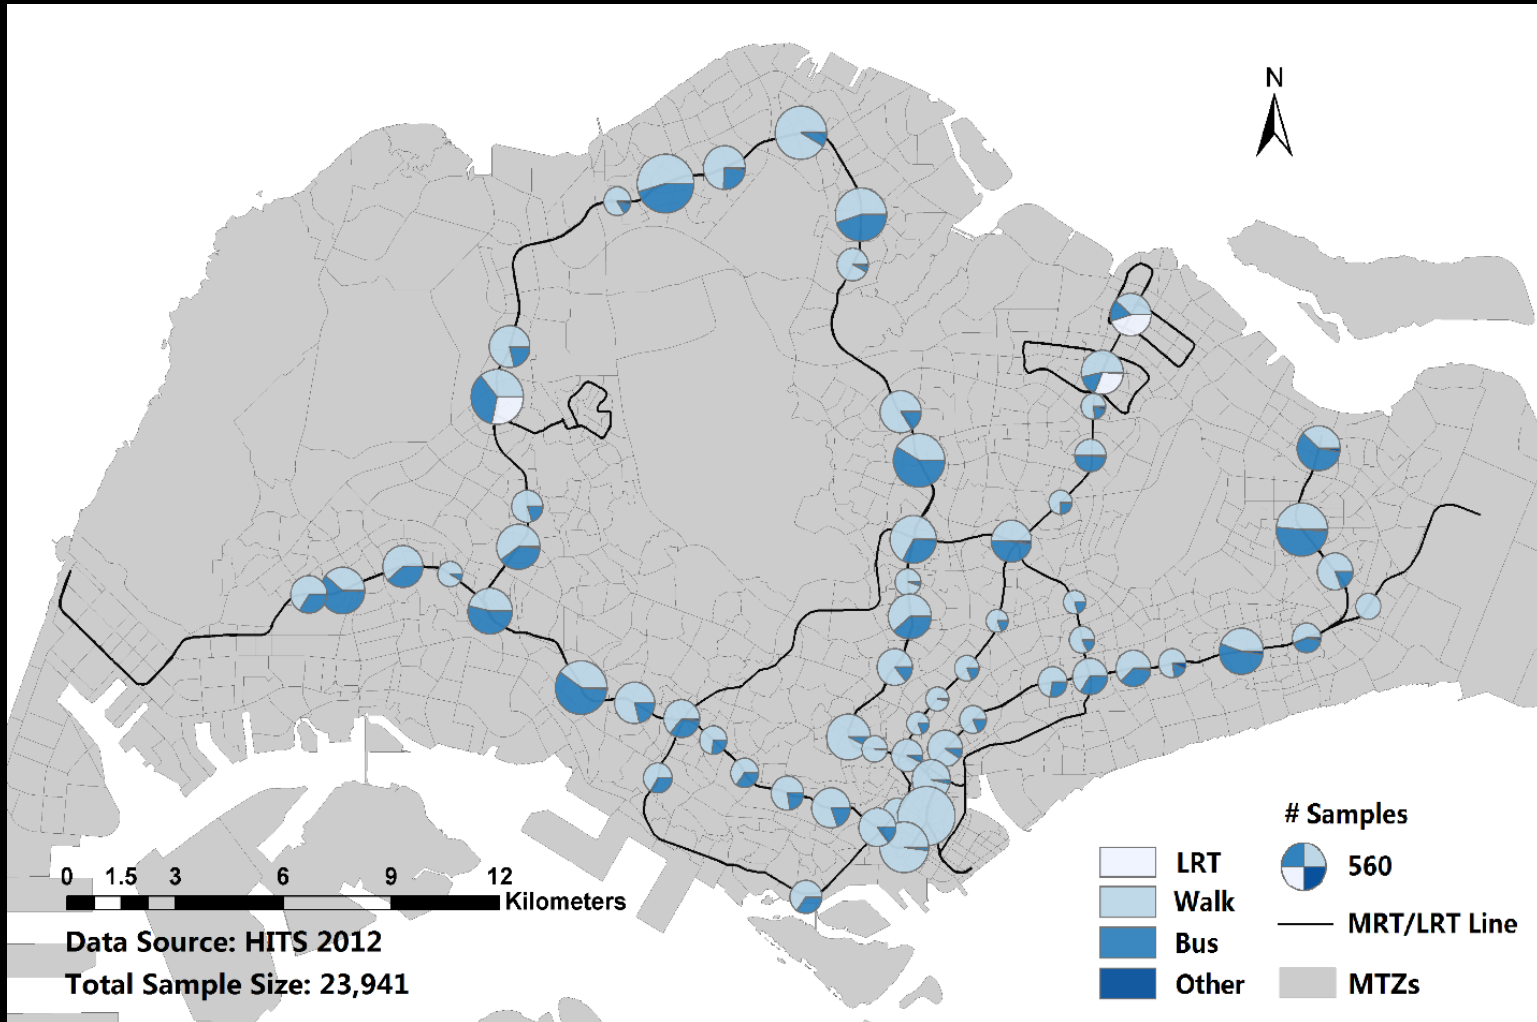 N
# Samples
560
LRT
Walk
Bus
Other
MRT/LRT Line
MTZs
0 1.5 3 6 9 12
Kilometers
Data Source: HITS 2012
Total Sample Size: 23,941